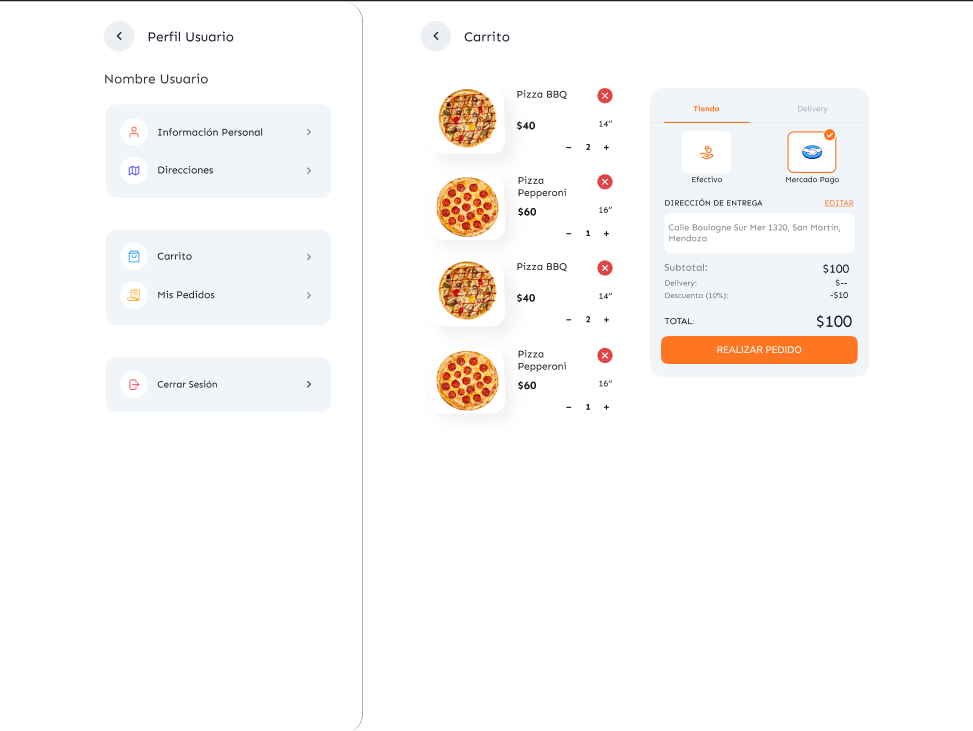 Perfil Usuario
Nombre Usuario
Información Personal
Direcciones
Carrito
Mis Pedidos
Cerrar Sesión
Carrito
Pizza BBQ
$40
14”
– 2 +
Pizza
Pepperoni
$60
16”
– 1 +
Pizza BBQ
$40
14”
– 2 +
Pizza
Pepperoni
$60
16”
– 1 +
Tienda
Delivery
Efectivo
Mercado Pago
DIRECCIÓN DE ENTREGA
EDITAR
Calle Boulogne Sur Mer 1320, San Martín,
Mendoza
Subtotal: $100
Delivery: $--
Descuento (10%): -$10
TOTAL: $100
REALIZAR PEDIDO